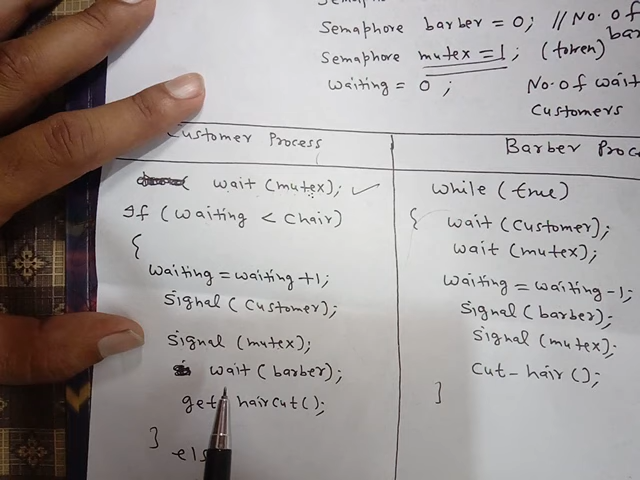 Semaphore barber = 0; // No. of
bar
Semaphore mutex = 1; (token)
Waiting = 0; No. of wait
Customers
Customer Process
wait (mutex); ✓
If (Waiting < Chair)
{
Waiting = waiting +1;
Signal (Customer);
Signal (mutex);
wait (barber);
get haircut();
}
els
Barber Proc
While (true)
{ wait (Customer);
wait (mutex);
Waiting = waiting -1;
Signal (barber);
Signal (mutex);
Cut-hair ();
}